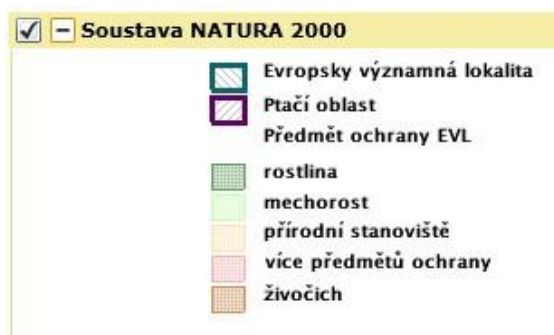 Soustava NATURA 2000
Evropsky významná lokalita
Ptačí oblast
Předmět ochrany EVL
rostlina
mechorost
přírodní stanoviště
více předmětů ochrany
živočich